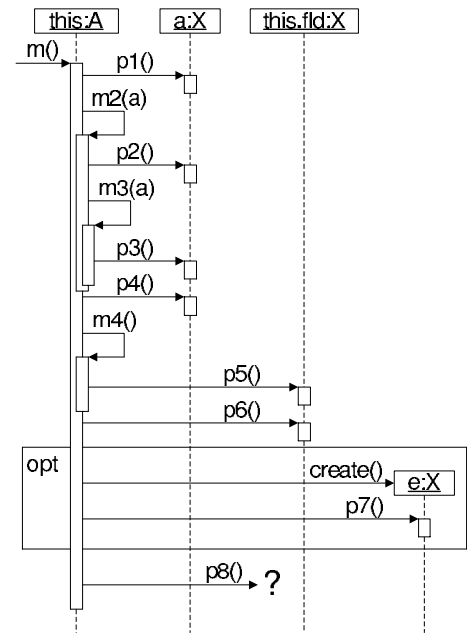 this:A a:X this.fld:X
m()
p1()
m2(a)
p2()
m3(a)
p3()
p4()
m4()
p5()
p6()
opt
create()
e:X
p7()
p8() ?